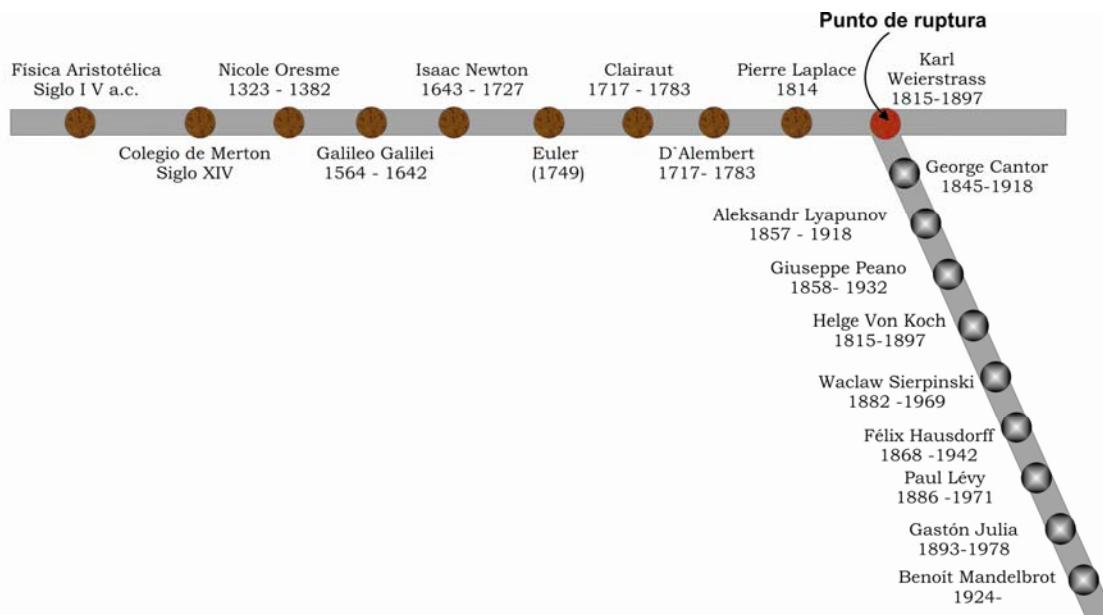 Punto de ruptura
Física Aristotélica
Siglo I V a.c.
Nicole Oresme
1323 - 1382
Isaac Newton
1643 - 1727
Clairaut
1717 - 1783
Pierre Laplace
1814
Karl
Weierstrass
1815-1897
Colegio de Merton
Siglo XIV
Galileo Galilei
1564 - 1642
Euler
(1749)
D`Alembert
1717- 1783
George Cantor
1845-1918
Aleksandr Lyapunov
1857 - 1918
Giuseppe Peano
1858- 1932
Helge Von Koch
1815-1897
Waclaw Sierpinski
1882 -1969
Félix Hausdorff
1868 -1942
Paul Lévy
1886 -1971
Gastón Julia
1893-1978
Benoît Mandelbrot
1924-